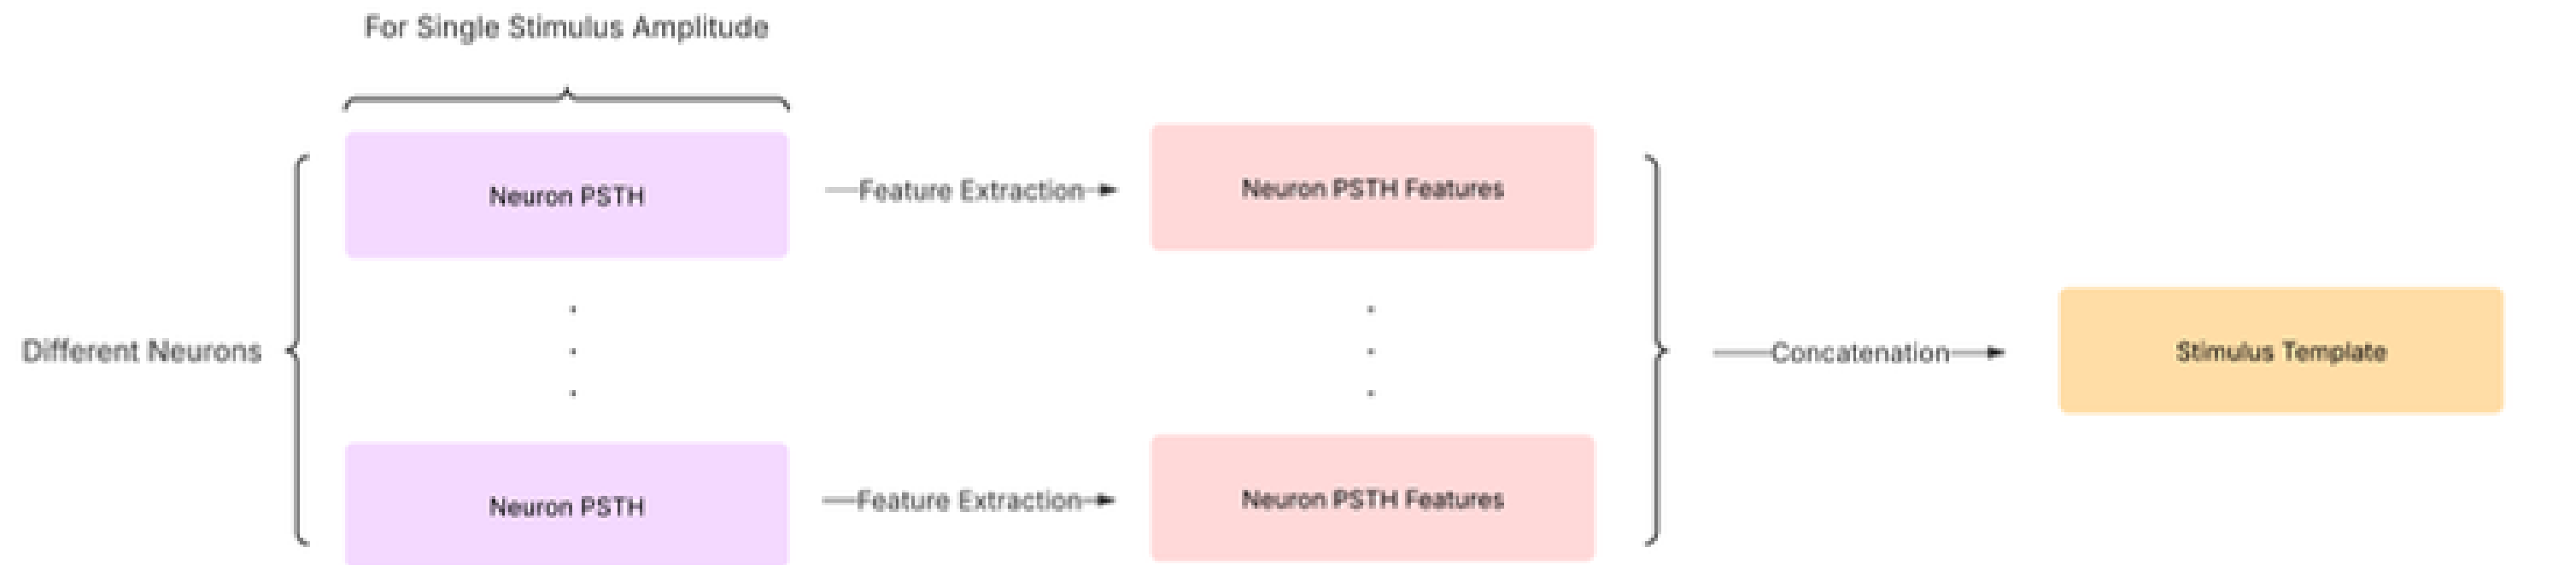 For Single Stimulus Amplitude
Neuron PSTH
Feature Extraction
Neuron PSTH Features
Different Neurons
Concatenation
Stimulus Template
Neuron PSTH
Feature Extraction
Neuron PSTH Features